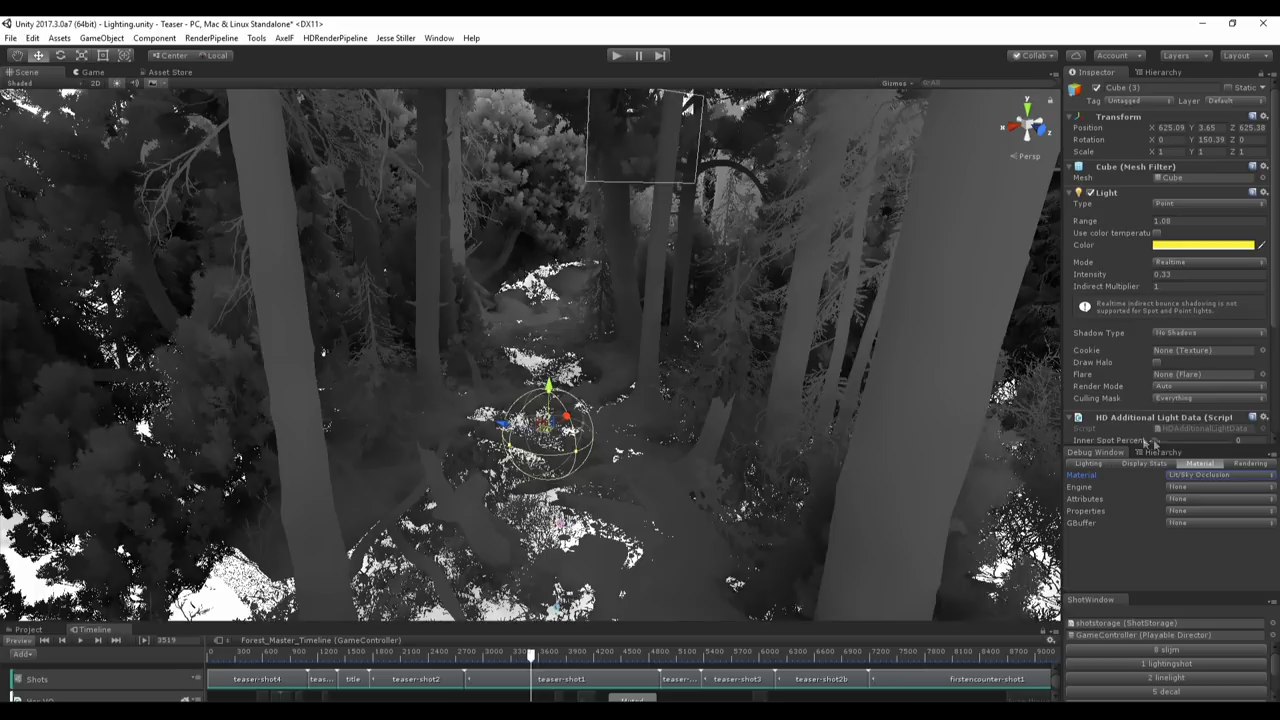 Unity 2017.3.0a7 (64bit) - Lighting.unity - Teaser - PC, Mac & Linux Standalone* <DX11>
File Edit Assets GameObject Component RenderPipeline Tools AxelF HDRenderPipeline Jesse Stiller Window Help
Center Local Collab Account Layers Layout
Scene Game Asset Store Inspector Hierarchy
Shaded 2D Gizmos
Cube (3) Static
Tag Untagged Layer Default
Transform
Position X 625.09 Y 3.65 Z 625.38
Rotation X 0 Y 150.39 Z 0
Scale X 1 Y 1 Z 1
y
x z
Persp
Cube (Mesh Filter)
Mesh Cube
Light
Type Point
Range 1.08
Use color temperatu
Color
Mode Realtime
Intensity 0.33
Indirect Multiplier 1
Realtime indirect bounce shadowing is not
supported for Spot and Point lights.
Shadow Type No Shadows
Cookie None (Texture)
Draw Halo
Flare None (Flare)
Render Mode Auto
Culling Mask Everything
HD Additional Light Data (Script
Script HDAdditionalLightData
Inner Spot Percent 0
Debug Window Hierarchy
Lighting Display Stats Material Rendering
Material Lit/Sky Occlusion
Engine None
Attributes None
Properties None
GBuffer None
ShotWindow
shotstorage (ShotStorage)
GameController (Playable Director)
8 slijm
1 lightingshot
2 linelight
5 decal
Project Timeline
Preview 3519 Forest_Master_Timeline (GameController)
Add 0 300 600 900 1200 1500 1800 2100 2400 2700 3000 3300 3600 3900 4200 4500 4800 5100 5400 5700 6000 6300 6600 6900 7200 7500 7800 8100 8400 8700 9000
Shots teaser-shot4 teas... title teaser-shot2 teaser-shot1 teaser-... teaser-shot3 teaser-shot2b firstencounter-shot1